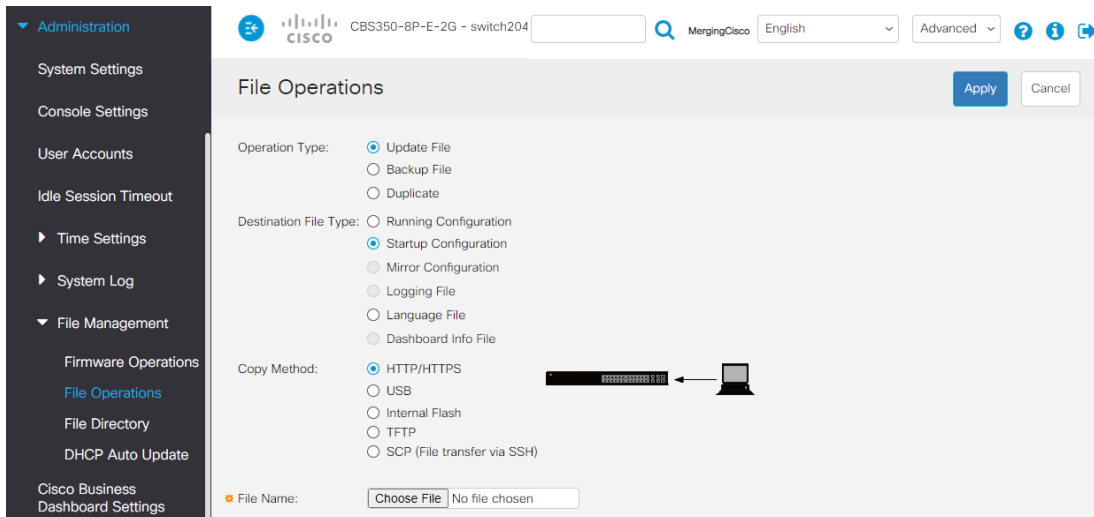 Administration
System Settings
Console Settings
User Accounts
Idle Session Timeout
Time Settings
System Log
File Management
Firmware Operations
File Operations
File Directory
DHCP Auto Update
Cisco Business
Dashboard Settings
CISCO
CBS350-8P-E-2G - switch204
MergingCisco
English
Advanced
File Operations
Apply
Cancel
Operation Type:
Update File
Backup File
Duplicate
Destination File Type:
Running Configuration
Startup Configuration
Mirror Configuration
Logging File
Language File
Dashboard Info File
Copy Method:
HTTP/HTTPS
USB
Internal Flash
TFTP
SCP (File transfer via SSH)
File Name:
Choose File No file chosen